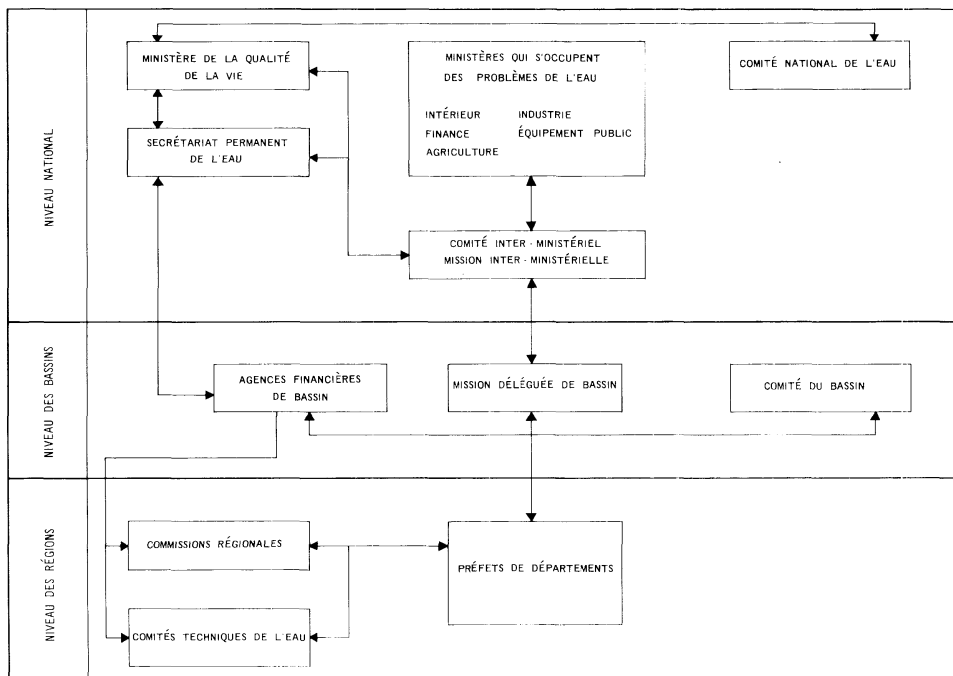 NIVEAU NATIONAL
MINISTÈRE DE LA QUALITÉ
DE LA VIE
MINISTÈRES QUI S'OCCUPENT
DES PROBLÈMES DE L'EAU
INTÉRIEUR INDUSTRIE
FINANCE ÉQUIPEMENT PUBLIC
AGRICULTURE
COMITÉ NATIONAL DE L'EAU
SECRÉTARIAT PERMANENT
DE L'EAU
COMITÉ INTER-MINISTÉRIEL
MISSION INTER-MINISTÉRIELLE
NIVEAU DES BASSINS
AGENCES FINANCIÈRES
DE BASSIN
MISSION DÉLÉGUÉE DE BASSIN
COMITÉ DU BASSIN
NIVEAU DES RÉGIONS
COMMISSIONS RÉGIONALES
PRÉFETS DE DÉPARTEMENTS
COMITÉS TECHNIQUES DE L'EAU